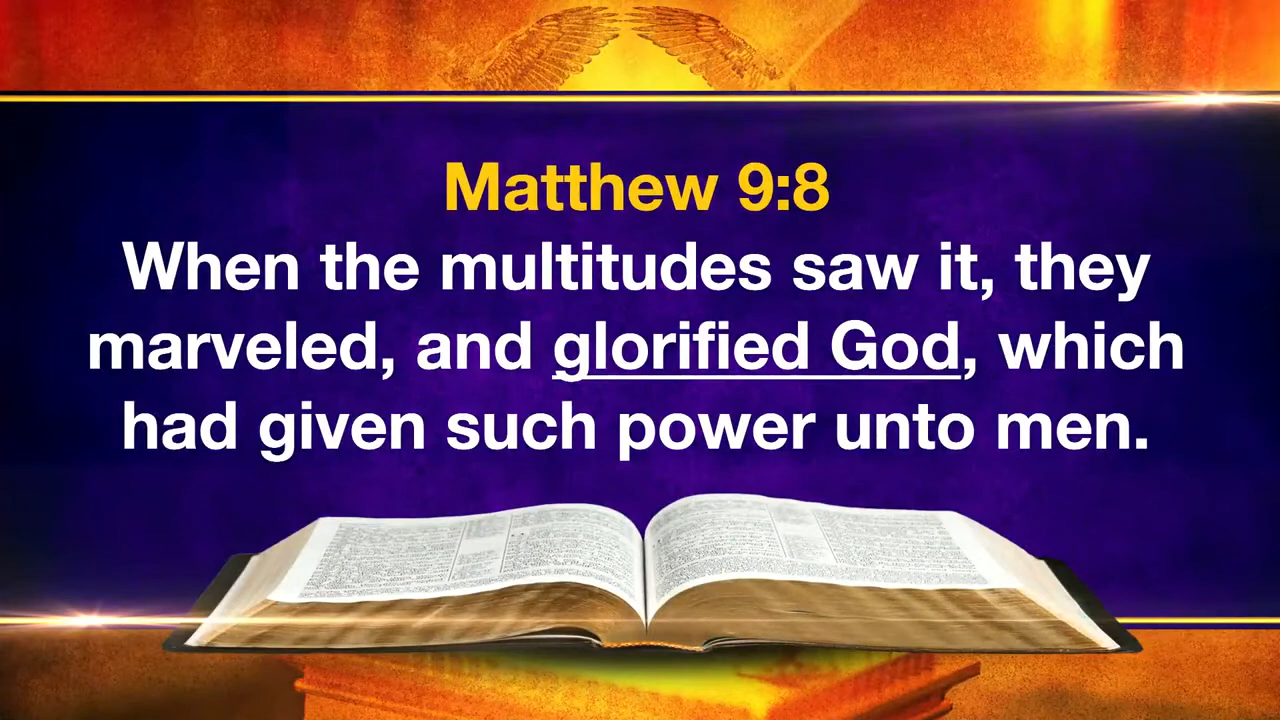 Matthew 9:8
When the multitudes saw it, they
marveled, and glorified God, which
had given such power unto men.